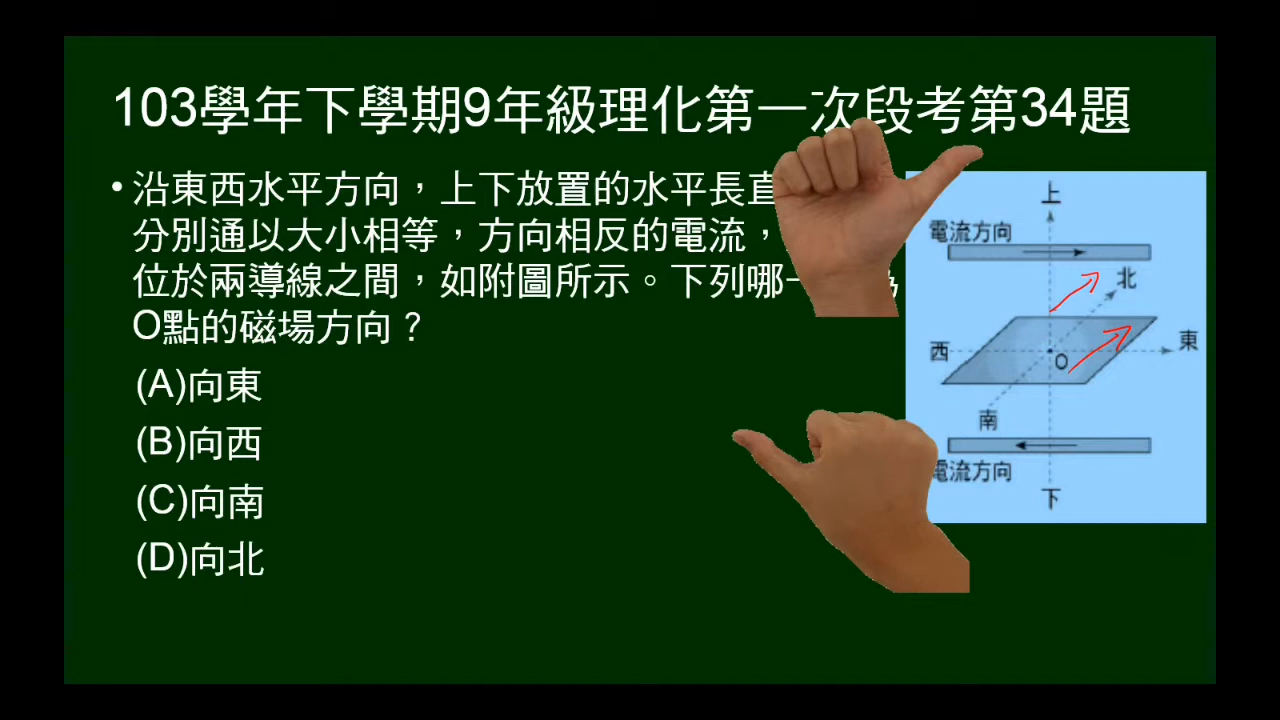 103學年下學期9年級理化第一次段考第34題
• 沿東西水平方向，上下放置的水平長直
分別通以大小相等，方向相反的電流，
位於兩導線之間，如附圖所示。下列哪一
O點的磁場方向？
(A)向東
(B)向西
(C)向南
(D)向北
上
電流方向
北
西
東
O
南
電流方向
下